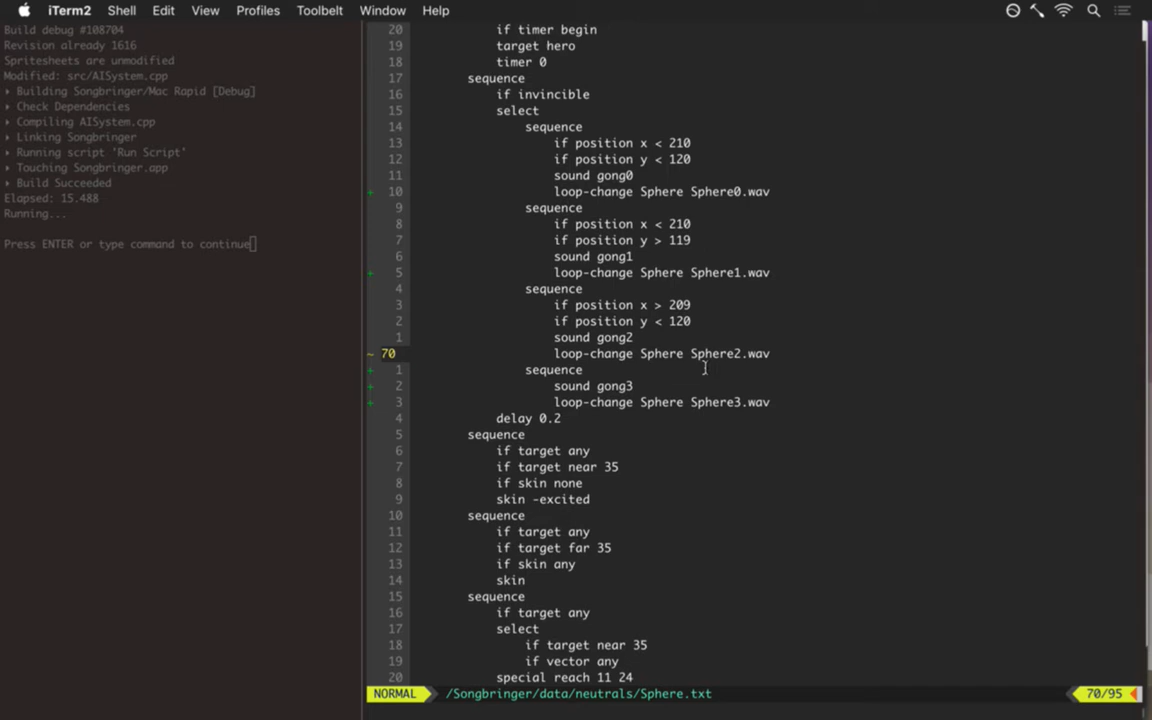 iTerm2 Shell Edit View Profiles Toolbelt Window Help
Build debug #108704
Revision already 1616
Spritesheets are unmodified
Modified: src/AISystem.cpp
▸ Building Songbringer/Mac Rapid [Debug]
▸ Check Dependencies
▸ Compiling AISystem.cpp
▸ Linking Songbringer
▸ Running script 'Run Script'
▸ Touching Songbringer.app
▸ Build Succeeded
Elapsed: 15.488
Running...
Press ENTER or type command to continue
20 if timer begin
19 target hero
18 timer 0
17 sequence
16 if invincible
15 select
14 sequence
13 if position x < 210
12 if position y < 120
11 sound gong0
+ 10 loop-change Sphere Sphere0.wav
9 sequence
8 if position x < 210
7 if position y > 119
6 sound gong1
+ 5 loop-change Sphere Sphere1.wav
4 sequence
3 if position x > 209
2 if position y < 120
1 sound gong2
~ 70 loop-change Sphere Sphere2.wav
+ 1 sequence
+ 2 sound gong3
+ 3 loop-change Sphere Sphere3.wav
4 delay 0.2
5 sequence
6 if target any
7 if target near 35
8 if skin none
9 skin -excited
10 sequence
11 if target any
12 if target far 35
13 if skin any
14 skin
15 sequence
16 if target any
17 select
18 if target near 35
19 if vector any
20 special reach 11 24
NORMAL /Songbringer/data/neutrals/Sphere.txt 70/95